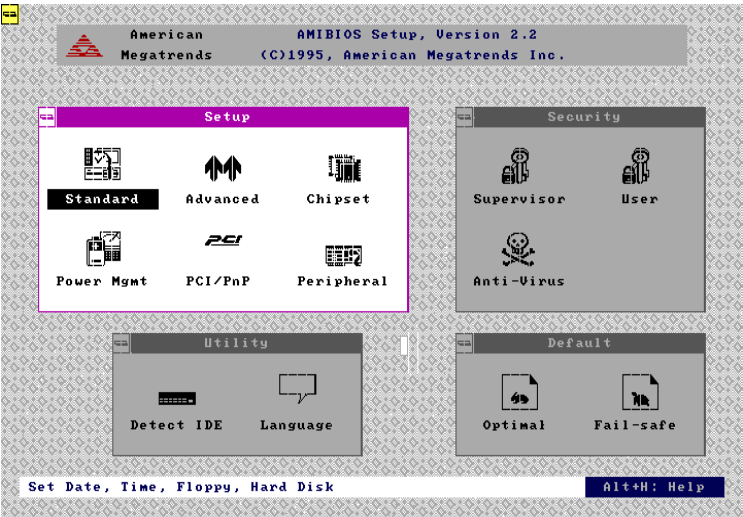 American AMIBIOS Setup, Version 2.2
Megatrends (C)1995, American Megatrends Inc.
Setup
Standard Advanced Chipset
Power Mgmt PCI/PnP Peripheral
PCI
Security
Supervisor User
Anti-Virus
Utility
Detect IDE Language
Default
Optimal Fail-safe
Set Date, Time, Floppy, Hard Disk Alt+H: Help